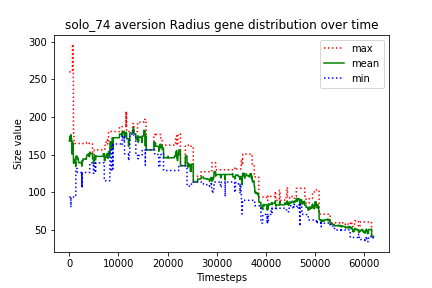 solo_74 aversion Radius gene distribution over time
max
mean
min
Size value
300
250
200
150
100
50
0
10000
20000
30000
40000
50000
60000
Timesteps